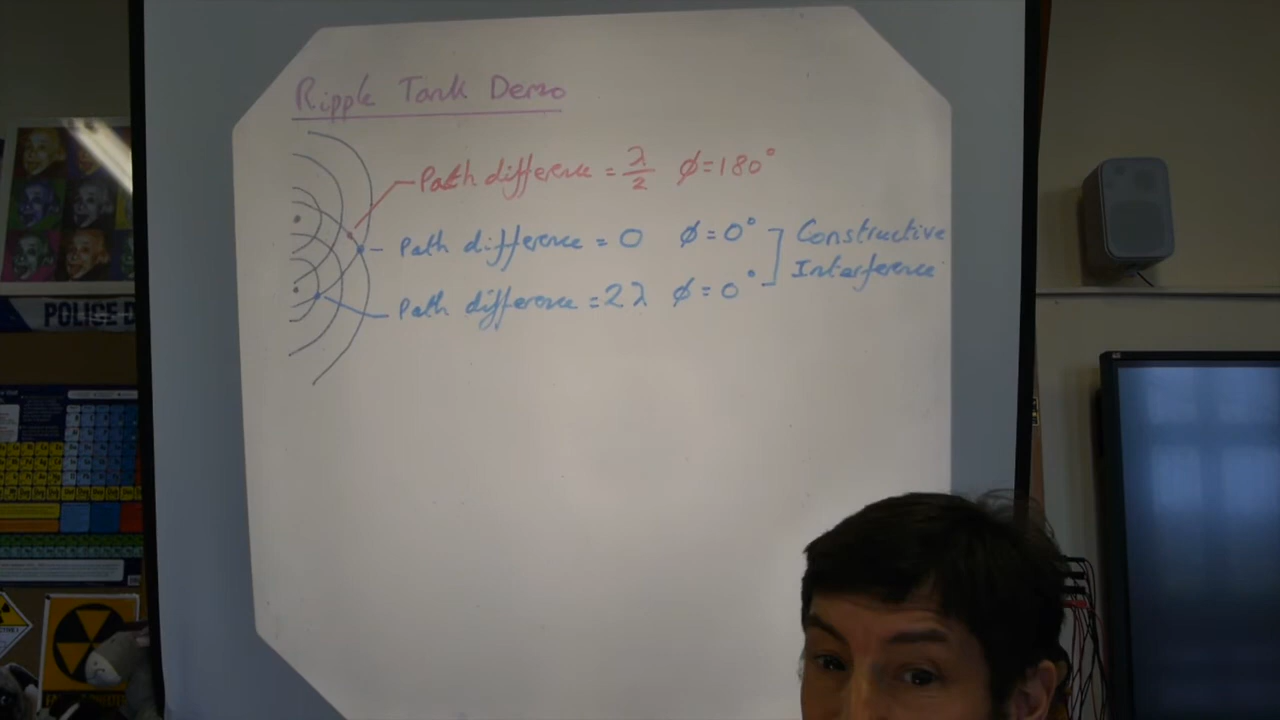 Ripple Tank Demo
Path difference = λ/2 ϕ=180°
Path difference = 0 ϕ=0°
Constructive
Interference
Path difference =2λ ϕ=0°
POLICE D